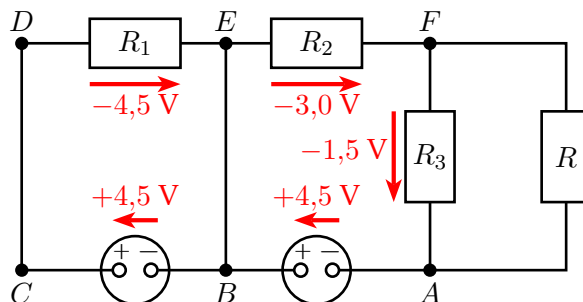 D E F
R₁ R₂
−4,5 V −3,0 V
−1,5 V R₃ R
+4,5 V +4,5 V
+ − + −
C B A